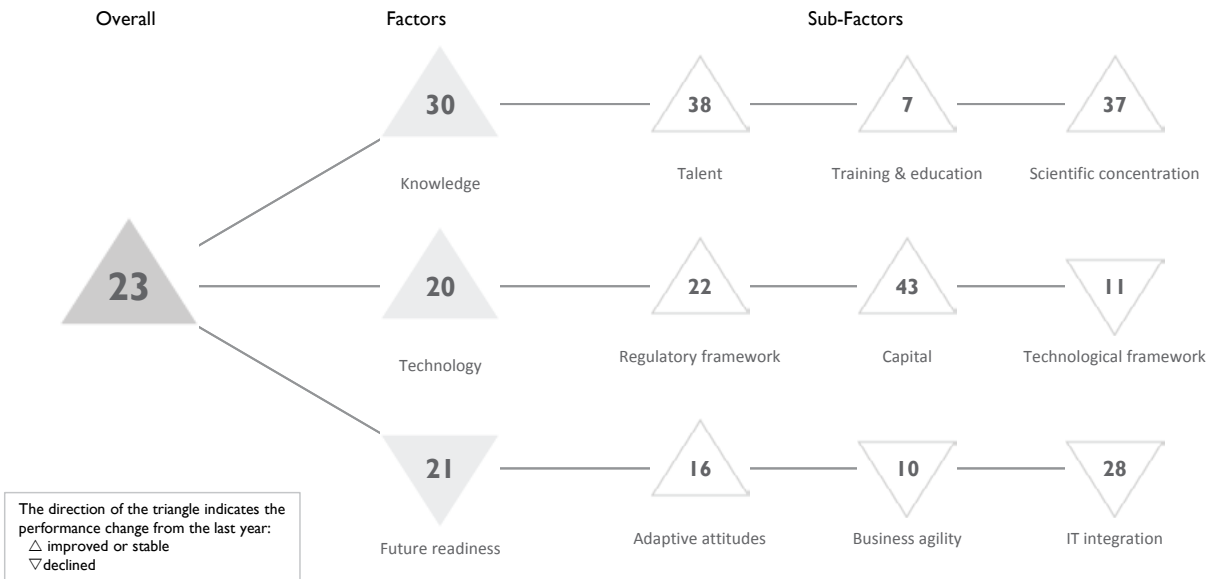 Overall
Factors
Sub-Factors
30
38
7
37
Knowledge
Talent
Training & education
Scientific concentration
23
20
22
43
11
Technology
Regulatory framework
Capital
Technological framework
21
16
10
28
Future readiness
Adaptive attitudes
Business agility
IT integration
The direction of the triangle indicates the
performance change from the last year:
△ improved or stable
▽ declined